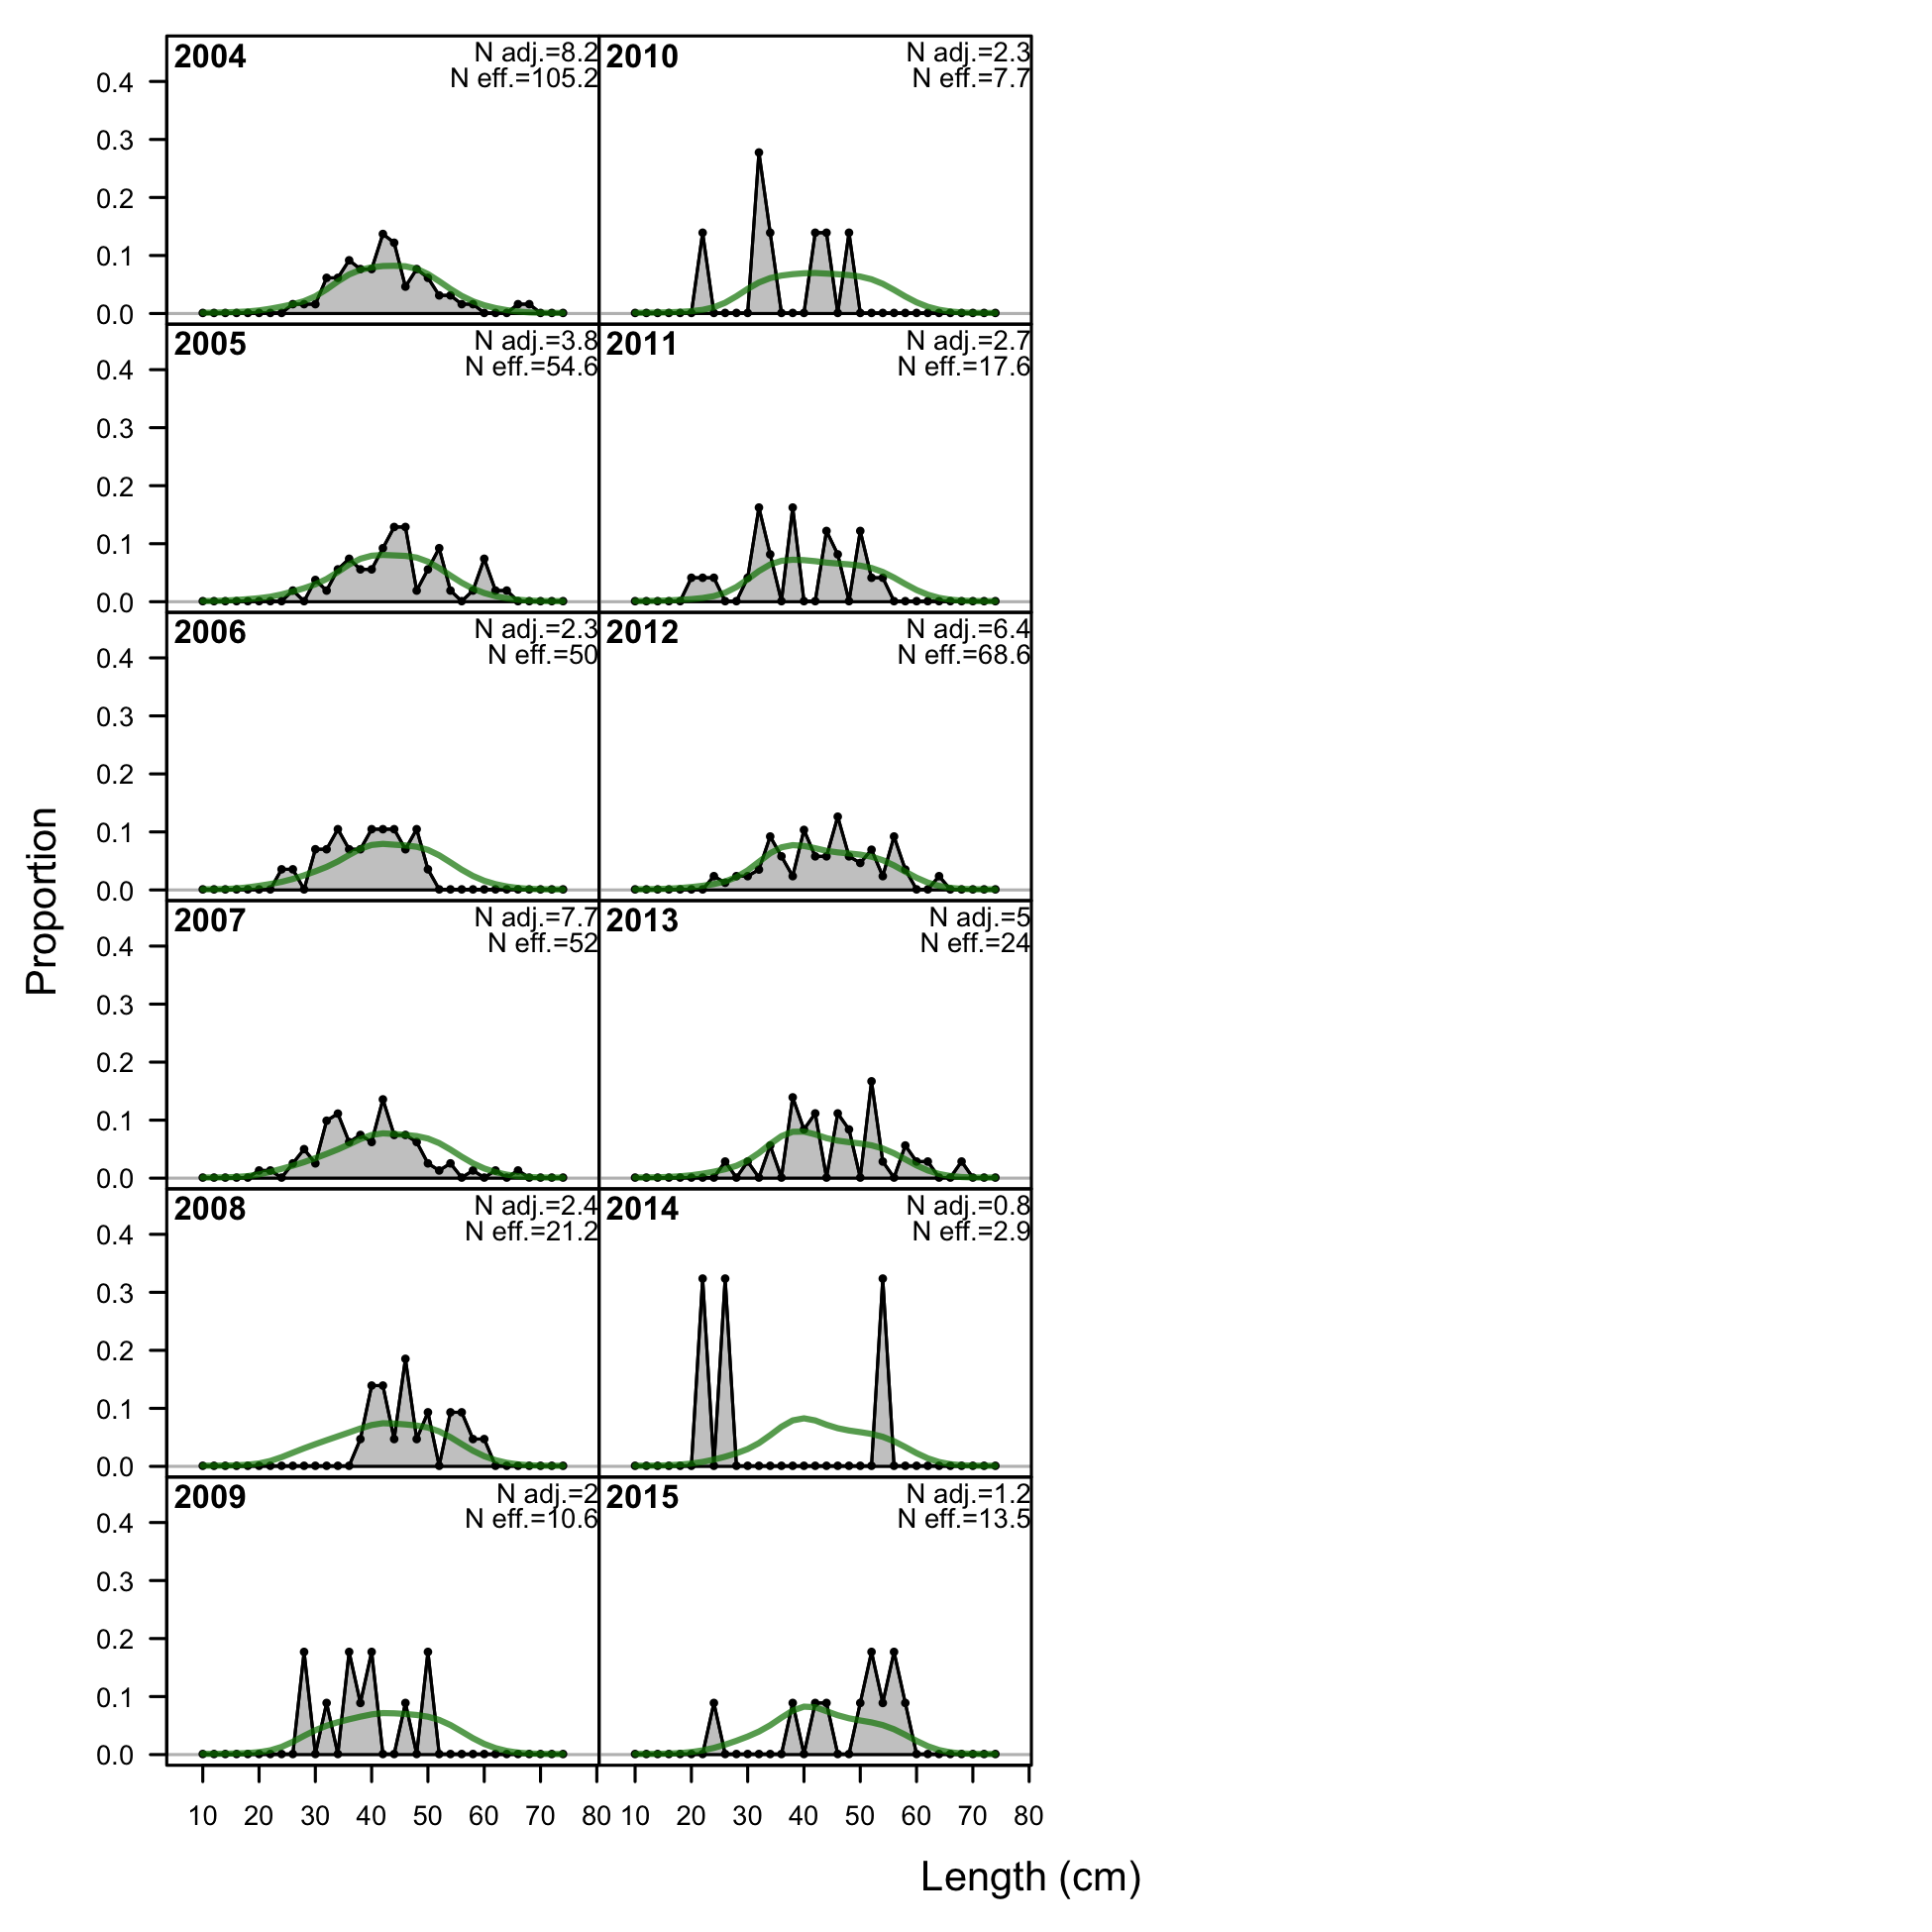 Proportion
2004
N adj.=8.2
N eff.=105.2
0.4
0.3
0.2
0.1
0.0
2005
N adj.=3.8
N eff.=54.6
0.4
0.3
0.2
0.1
0.0
2006
N adj.=2.3
N eff.=50
0.4
0.3
0.2
0.1
0.0
2007
N adj.=7.7
N eff.=52
0.4
0.3
0.2
0.1
0.0
2008
N adj.=2.4
N eff.=21.2
0.4
0.3
0.2
0.1
0.0
2009
N adj.=2
N eff.=10.6
0.4
0.3
0.2
0.1
0.0
2010
N adj.=2.3
N eff.=7.7
2011
N adj.=2.7
N eff.=17.6
2012
N adj.=6.4
N eff.=68.6
2013
N adj.=5
N eff.=24
2014
N adj.=0.8
N eff.=2.9
2015
N adj.=1.2
N eff.=13.5
10 20 30 40 50 60 70 80 10 20 30 40 50 60 70 80
Length (cm)